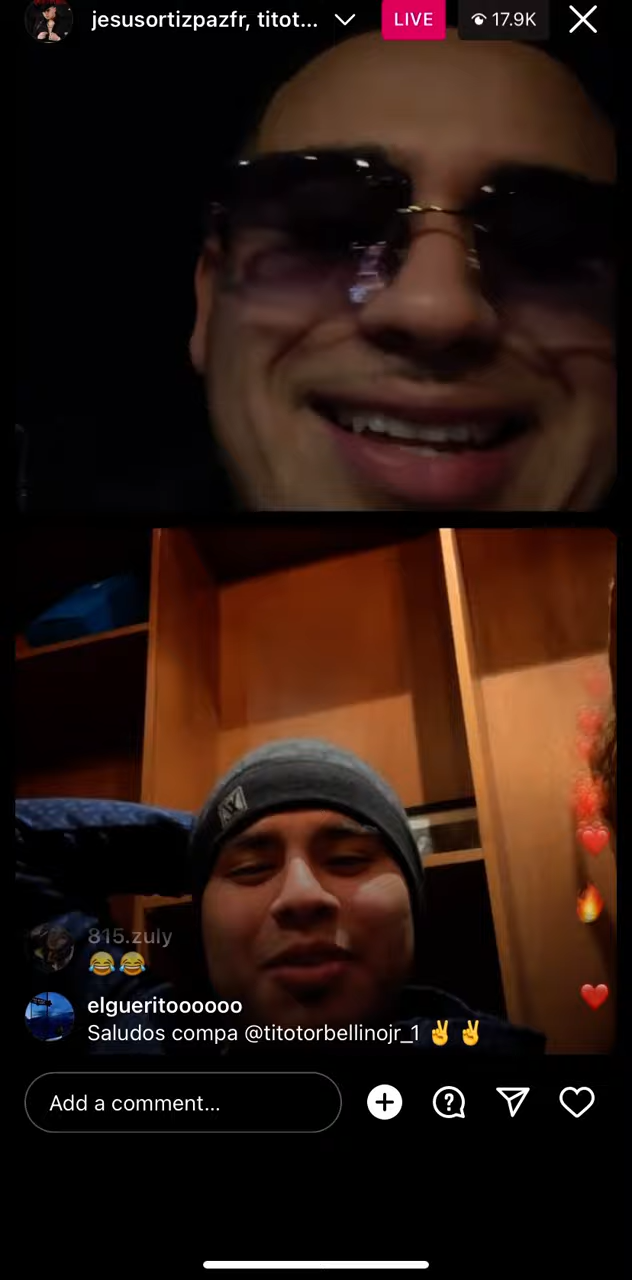 jesusortizpazfr, titot...
LIVE
17.9K
815.zuly
😂😂
elgueritoooooo
Saludos compa @titotorbellinojr_1 ✌️ ✌️
Add a comment...